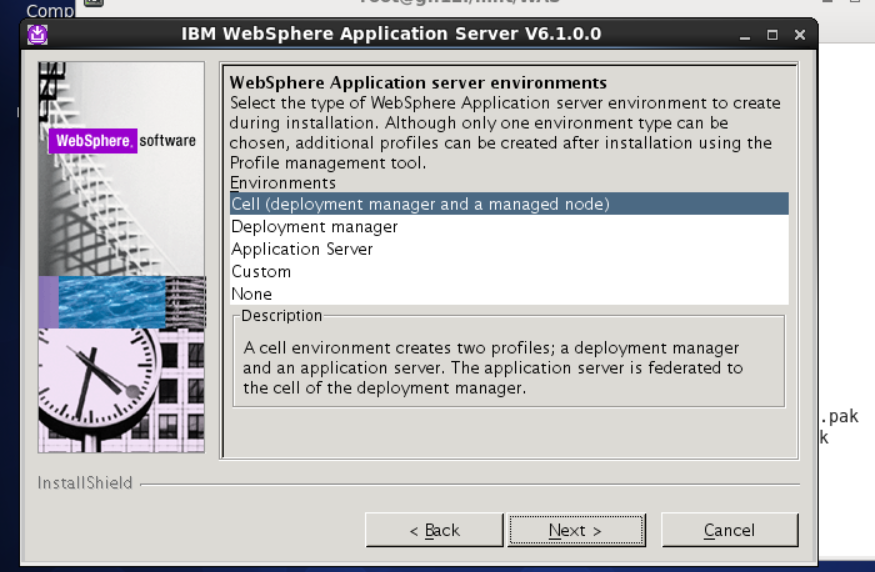 Comp
IBM WebSphere Application Server V6.1.0.0
WebSphere. software
WebSphere Application server environments
Select the type of WebSphere Application server environment to create
during installation. Although only one environment type can be
chosen, additional profiles can be created after installation using the
Profile management tool.
Environments
Cell (deployment manager and a managed node)
Deployment manager
Application Server
Custom
None
Description
A cell environment creates two profiles; a deployment manager
and an application server. The application server is federated to
the cell of the deployment manager.
.pak
k
InstallShield
< Back
Next >
Cancel